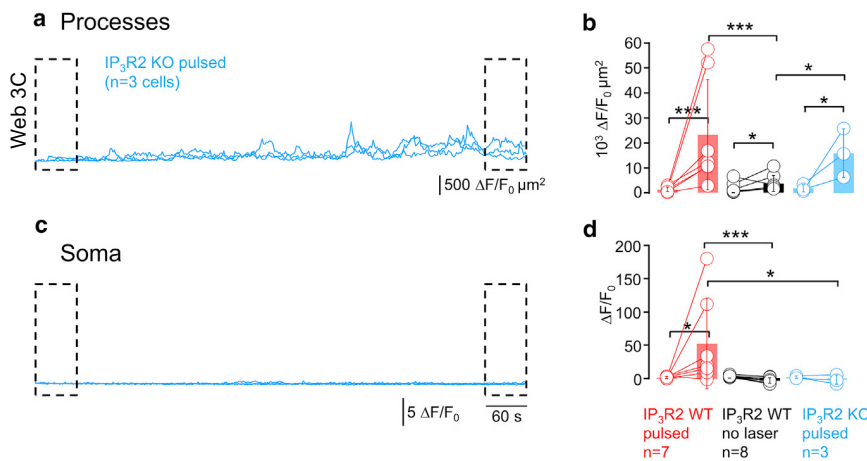 a Processes
IP₃R2 KO pulsed
(n=3 cells)
Web 3C
500 ΔF/F₀ µm²
b
***
*
***
*
*
10³ ΔF/F₀ µm²
60
50
40
30
20
10
0
c
Soma
5 ΔF/F₀
60 s
d
***
*
*
ΔF/F₀
200
150
100
50
0
IP₃R2 WT
pulsed
n=7
IP₃R2 WT
no laser
n=8
IP₃R2 KO
pulsed
n=3